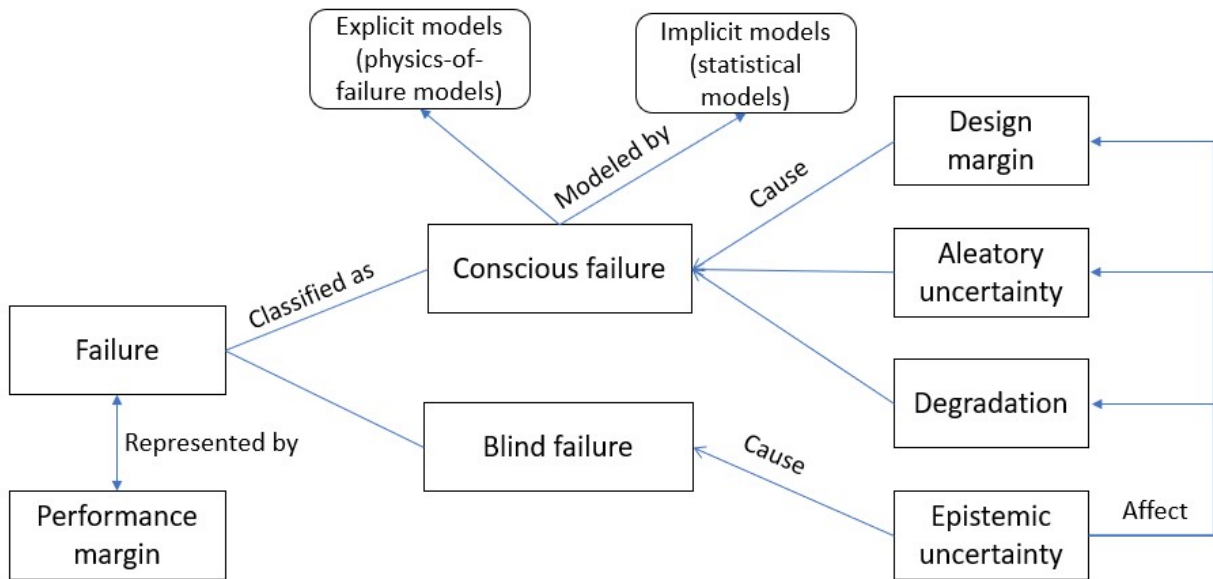 Explicit models
(physics-of-
failure models)
Implicit models
(statistical
models)
Modeled by
Design
margin
Cause
Conscious failure
Aleatory
uncertainty
Classified as
Failure
Degradation
Represented by
Blind failure
Cause
Performance
margin
Epistemic
uncertainty
Affect